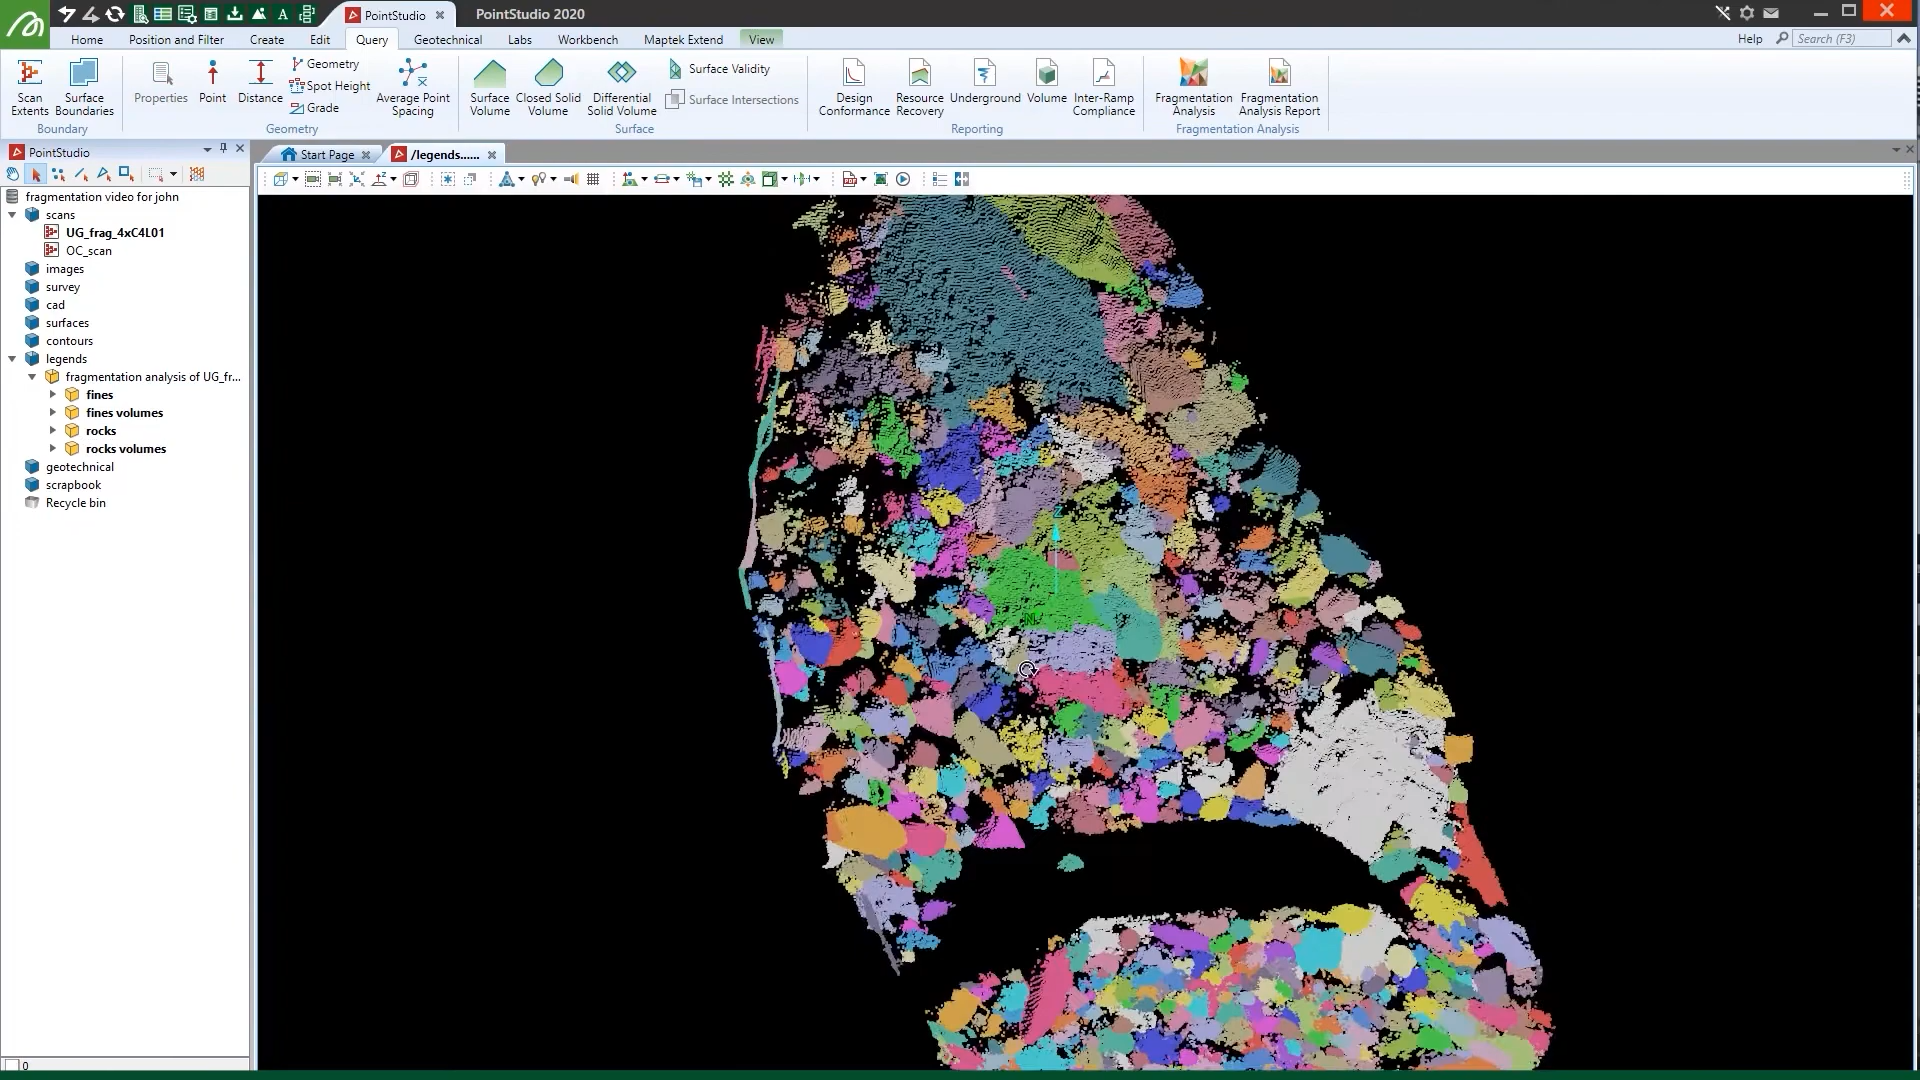 PointStudio
PointStudio 2020
Home
Position and Filter
Create
Edit
Query
Geotechnical
Labs
Workbench
Maptek Extend
View
Help
Search (F3)
Scan Extents
Surface Boundaries
Boundary
Properties
Point
Distance
Geometry
Spot Height
Grade
Average Point Spacing
Geometry
Surface Volume
Closed Solid Volume
Differential Solid Volume
Surface Validity
Surface Intersections
Surface
Design Conformance
Resource Recovery
Underground
Volume
Inter-Ramp Compliance
Reporting
Fragmentation Analysis
Fragmentation Analysis Report
Fragmentation Analysis
PointStudio
Start Page
/legends......
fragmentation video for john
scans
UG_frag_4xC4L01
OC_scan
images
survey
cad
surfaces
contours
legends
fragmentation analysis of UG_fr...
fines
fines volumes
rocks
rocks volumes
geotechnical
scrapbook
Recycle bin
Z
N
0